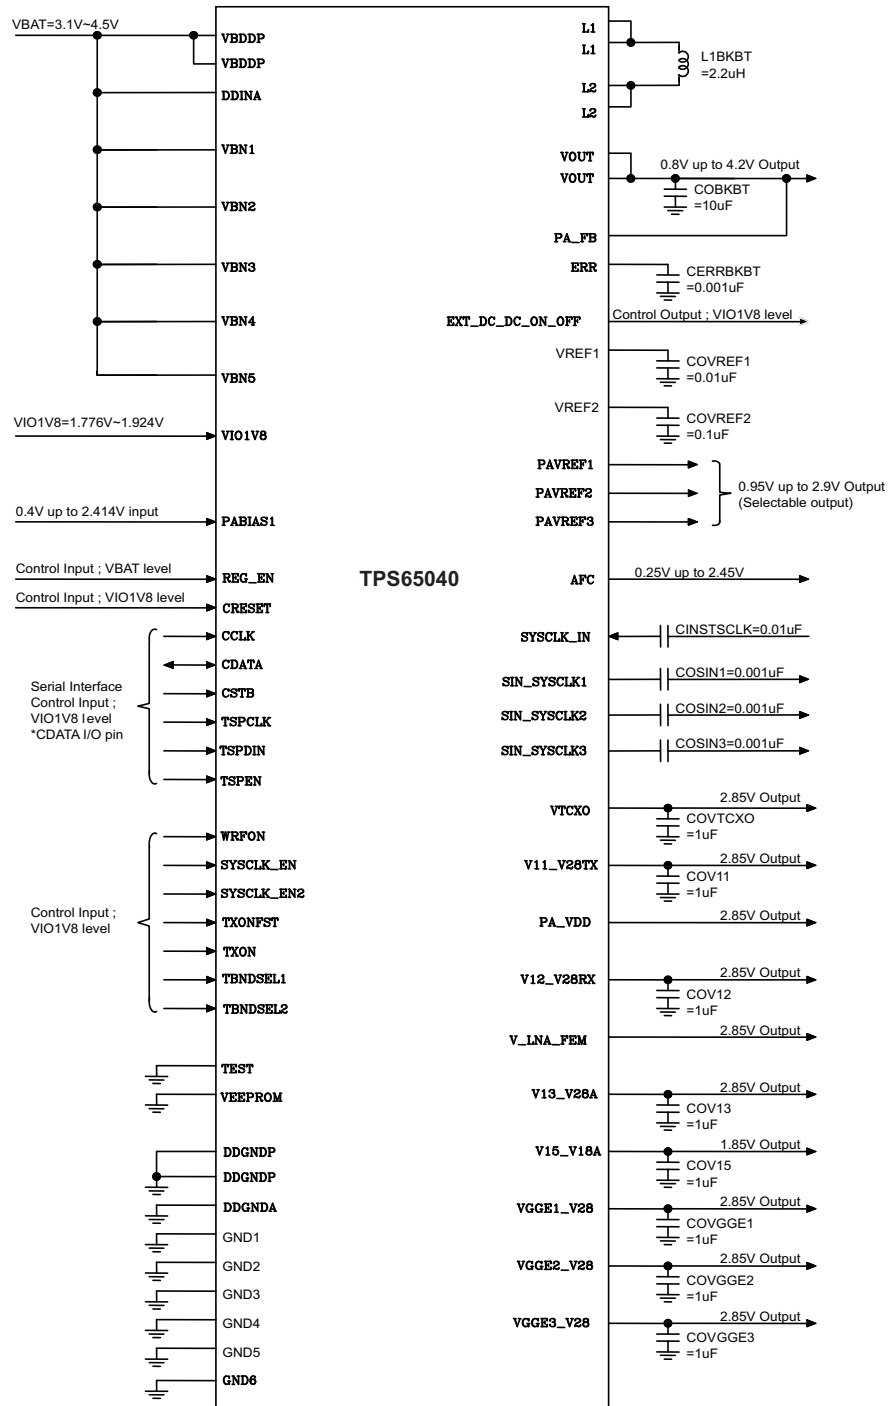 VBAT=3.1V~4.5V
VBDDP
VBDDP
DDINA
VBN1
VBN2
VBN3
VBN4
VBN5
VIO1V8=1.776V~1.924V
VIO1V8
0.4V up to 2.414V input
PABIAS1
Control Input ; VBAT level
REG_EN
Control Input ; VIO1V8 level
CRESET
CCLK
CDATA
CSTB
TSPCLK
TSPDIN
TSPEN
Serial Interface
Control Input ;
VIO1V8 level
*CDATA I/O pin
WRFON
SYSCLK_EN
SYSCLK_EN2
TXONFST
TXON
TBNDSEL1
TBNDSEL2
Control Input ;
VIO1V8 level
TEST
VEEPROM
DDGNDP
DDGNDP
DDGNDA
GND1
GND2
GND3
GND4
GND5
GND6
TPS65040
L1
L1
L2
L2
L1BKBT
=2.2uH
VOUT
VOUT
0.8V up to 4.2V Output
COBKBT
=10uF
PA_FB
ERR
CERRBKBT
=0.001uF
EXT_DC_DC_ON_OFF
Control Output ; VIO1V8 level
VREF1
COVREF1
=0.01uF
VREF2
COVREF2
=0.1uF
PAVREF1
PAVREF2
PAVREF3
0.95V up to 2.9V Output
(Selectable output)
AFC
0.25V up to 2.45V
SYSCLK_IN
CINSTSCLK=0.01uF
SIN_SYSCLK1
COSIN1=0.001uF
SIN_SYSCLK2
COSIN2=0.001uF
SIN_SYSCLK3
COSIN3=0.001uF
VTCXO
2.85V Output
COVTCXO
=1uF
V11_V28TX
2.85V Output
COV11
=1uF
PA_VDD
2.85V Output
V12_V28RX
2.85V Output
COV12
=1uF
V_LNA_FEM
2.85V Output
V13_V28A
2.85V Output
COV13
=1uF
V15_V18A
1.85V Output
COV15
=1uF
VGGE1_V28
2.85V Output
COVGGE1
=1uF
VGGE2_V28
2.85V Output
COVGGE2
=1uF
VGGE3_V28
2.85V Output
COVGGE3
=1uF